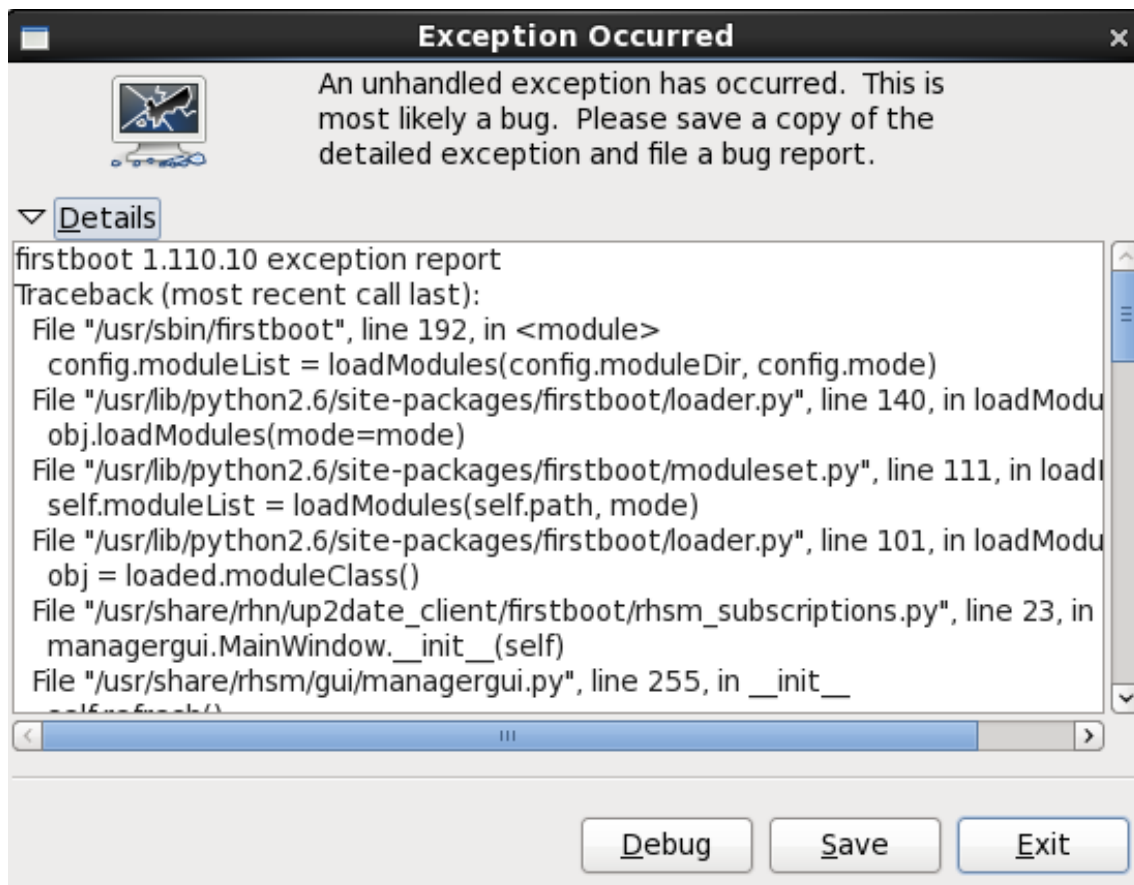 Exception Occurred
An unhandled exception has occurred. This is
most likely a bug. Please save a copy of the
detailed exception and file a bug report.
Details
firstboot 1.110.10 exception report
Traceback (most recent call last):
File "/usr/sbin/firstboot", line 192, in <module>
config.moduleList = loadModules(config.moduleDir, config.mode)
File "/usr/lib/python2.6/site-packages/firstboot/loader.py", line 140, in loadModu
obj.loadModules(mode=mode)
File "/usr/lib/python2.6/site-packages/firstboot/moduleset.py", line 111, in load
self.moduleList = loadModules(self.path, mode)
File "/usr/lib/python2.6/site-packages/firstboot/loader.py", line 101, in loadModu
obj = loaded.moduleClass()
File "/usr/share/rhn/up2date_client/firstboot/rhsm_subscriptions.py", line 23, in
managergui.MainWindow.__init__(self)
File "/usr/share/rhsm/gui/managergui.py", line 255, in __init__
self.refresh()
Debug Save Exit